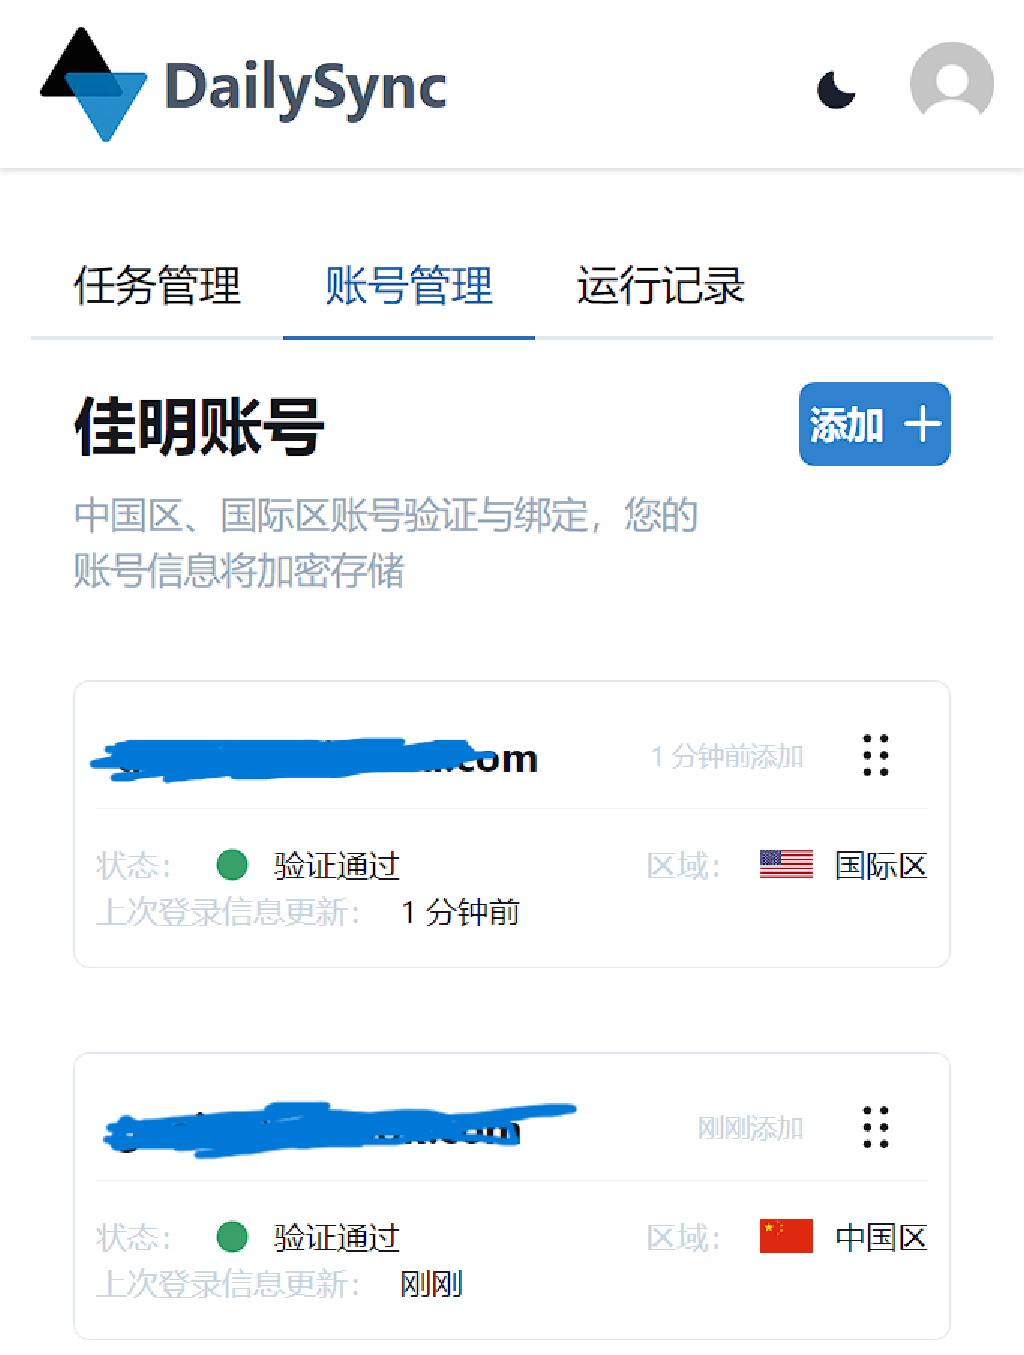 DailySync
任务管理 账号管理 运行记录
佳明账号 添加
中国区、国际区账号验证与绑定，您的
账号信息将加密存储
.com 1 分钟前添加
状态： 验证通过 区域： 国际区
上次登录信息更新： 1 分钟前
刚刚添加
状态： 验证通过 区域： 中国区
上次登录信息更新： 刚刚